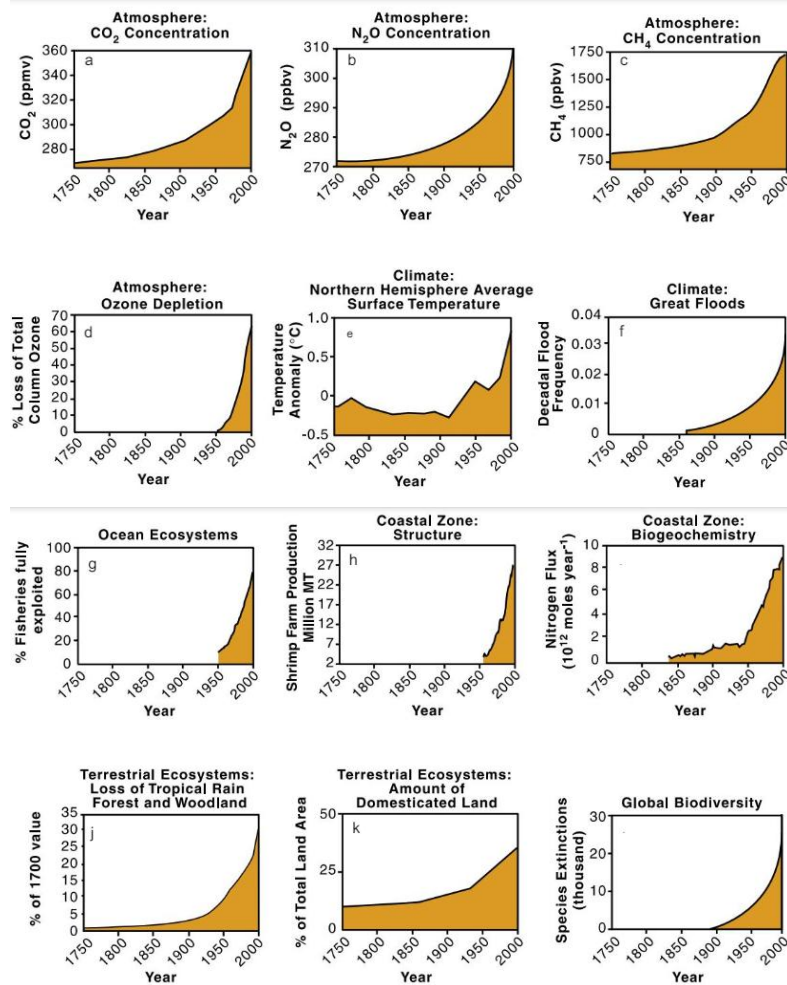 Atmosphere:
CO2 Concentration
a
CO2 (ppmv)
360
340
320
300
280
1750
1800
1850
1900
1950
2000
Year
Atmosphere:
N2O Concentration
b
N2O (ppbv)
310
300
290
280
270
1750
1800
1850
1900
1950
2000
Year
Atmosphere:
CH4 Concentration
c
CH4 (ppbv)
1750
1500
1250
1000
750
1750
1800
1850
1900
1950
2000
Year
Atmosphere:
Ozone Depletion
d
% Loss of Total
Column Ozone
70
60
50
40
30
20
10
0
1750
1800
1850
1900
1950
2000
Year
Climate:
Northern Hemisphere Average
Surface Temperature
e
Temperature
Anomaly (°C)
1.0
0.5
0
-0.5
1750
1800
1850
1900
1950
2000
Year
Climate:
Great Floods
f
Decadal Flood
Frequency
0.04
0.03
0.02
0.01
0
1750
1800
1850
1900
1950
2000
Year
Ocean Ecosystems
g
% Fisheries fully
exploited
100
80
60
40
20
0
1750
1800
1850
1900
1950
2000
Year
Coastal Zone:
Structure
h
Shrimp Farm Production
Million MT
32
27
22
17
12
7
2
1750
1800
1850
1900
1950
2000
Year
Coastal Zone:
Biogeochemistry
Nitrogen Flux
(10¹² moles year⁻¹)
10
8
6
4
2
0
1750
1800
1850
1900
1950
2000
Year
Terrestrial Ecosystems:
Loss of Tropical Rain
Forest and Woodland
j
% of 1700 value
35
30
25
20
15
10
5
0
1750
1800
1850
1900
1950
2000
Year
Terrestrial Ecosystems:
Amount of
Domesticated Land
k
% of Total Land Area
50
25
0
1750
1800
1850
1900
1950
2000
Year
Global Biodiversity
Species Extinctions
(thousand)
30
20
10
0
1750
1800
1850
1900
1950
2000
Year